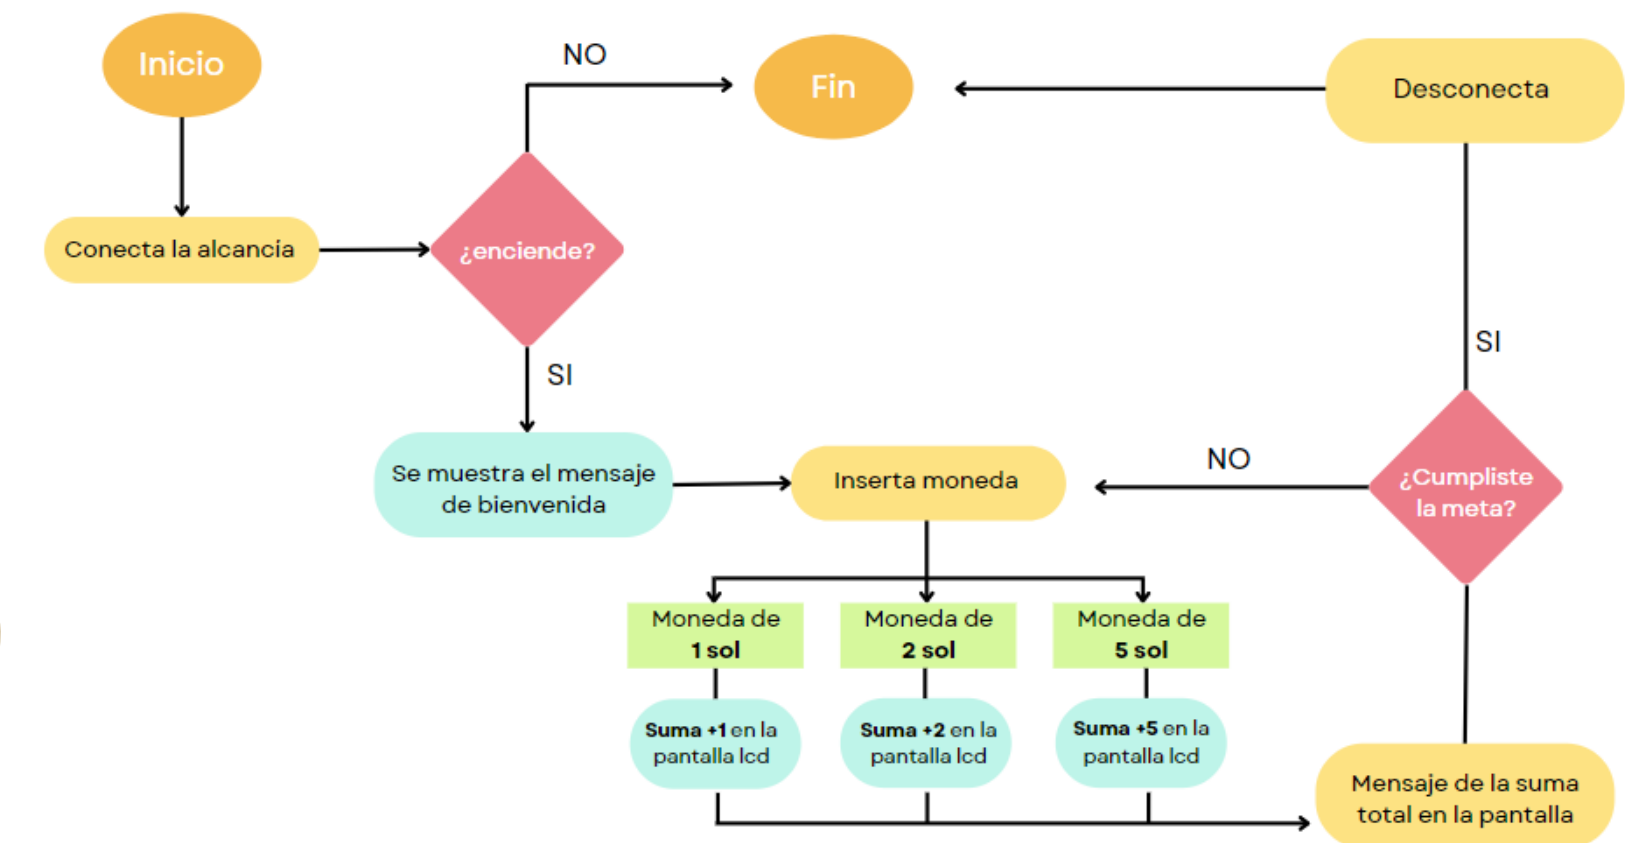 Inicio
NO
Fin
Desconecta
Conecta la alcancía
¿enciende?
SI
SI
Se muestra el mensaje
de bienvenida
Inserta moneda
NO
¿Cumpliste
la meta?
Moneda de
1 sol
Moneda de
2 sol
Moneda de
5 sol
Suma +1 en la
pantalla lcd
Suma +2 en la
pantalla lcd
Suma +5 en la
pantalla lcd
Mensaje de la suma
total en la pantalla